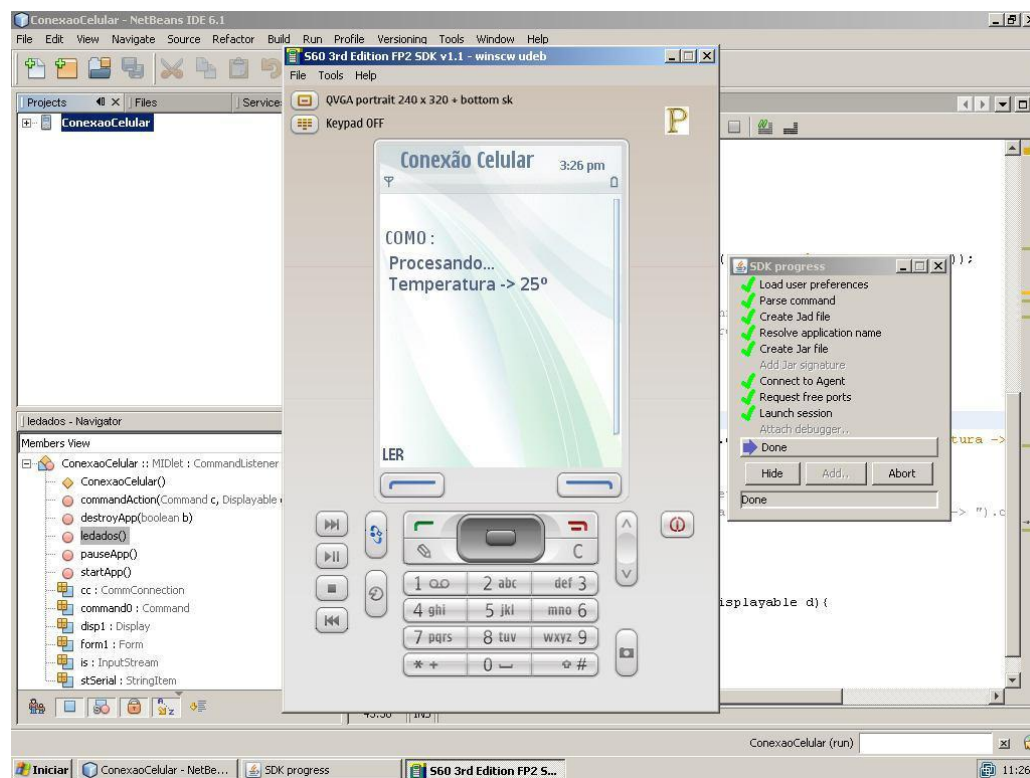 ConexaoCelular - NetBeans IDE 6.1
File Edit View Navigate Source Refactor Build Run Profile Versioning Tools Window Help
S60 3rd Edition FP2 SDK v1.1 - winscw udeb
File Tools Help
Projects
Files
Service
ConexaoCelular
QVGA portrait 240 x 320 + bottom sk
Keypad OFF
P
Conexão Celular
3:26 pm
COMO:
Procesando...
Temperatura -> 25º
LER
));
SDK progress
Load user preferences
Parse command
Create Jad file
Resolve application name
Create Jar file
Add Jar signature
Connect to Agent
Request free ports
Launch session
Attach debugger..
Done
Hide Add.. Abort
Done
tura ->
-> ").c
isplayable d){
ledados - Navigator
Members View
ConexaoCelular :: MIDlet : CommandListener
ConexaoCelular()
commandAction(Command c, Displayable
destroyApp(boolean b)
ledados()
pauseApp()
startApp()
cc : CommConnection
command0 : Command
disp1 : Display
form1 : Form
is : InputStream
stSerial : StringItem
C
1 2 abc def 3
4 ghi 5 jkl mno 6
7 pqrs 8 tuv wxyz 9
* + 0 #
INS
ConexaoCelular (run)
Iniciar
ConexaoCelular - NetBe...
SDK progress
S60 3rd Edition FP2 S...
11:26